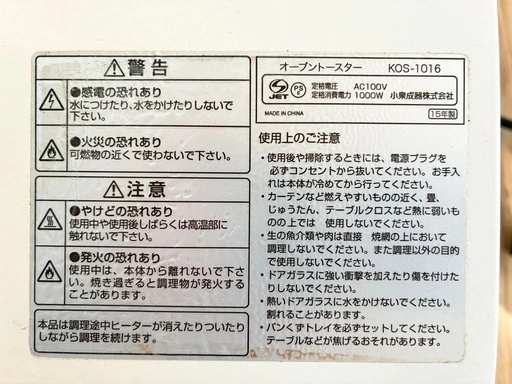 ⚠警告
●感電の恐れあり
水につけたり、水をかけたりしないで
下さい。
●火災の恐れあり
可燃物の近くで使わないで下さい。
⚠注意
●やけどの恐れあり
使用中や使用後しばらくは高温部に
触れないで下さい。
●発火の恐れあり
使用中は、本体から離れないで下さ
い。焼き過ぎると調理物が発火する
ことがあります。
本品は調理途中ヒーターが消えたりついたり
しながら調理を続けます。
オーブントースター KOS-1016
S JET
PS E
定格電圧 AC100V
定格消費電力 1000W 小泉成器株式会社
MADE IN CHINA
15年製
使用上のご注意
・使用後や掃除するときには、電源プラグを
必ずコンセントから抜いてください。お手入
れは本体が冷めてから行ってください。
・カーテンなど燃えやすいものの近く、畳、
じゅうたん、テーブルクロスなど熱に弱いも
のの上では 使用しないでください。
・生の魚介類や肉は直接 焼網の上において
調理しないでください。また調理以外の目的
で使用しないでください。
・ドアガラスに強い衝撃を加えたり傷を付けた
りしないでください。
・熱いドアガラスに水をかけないでください。
割れることがあります。
・パンくずトレイを必ずセットしてください。
テーブルなどが焦げるおそれがあります。